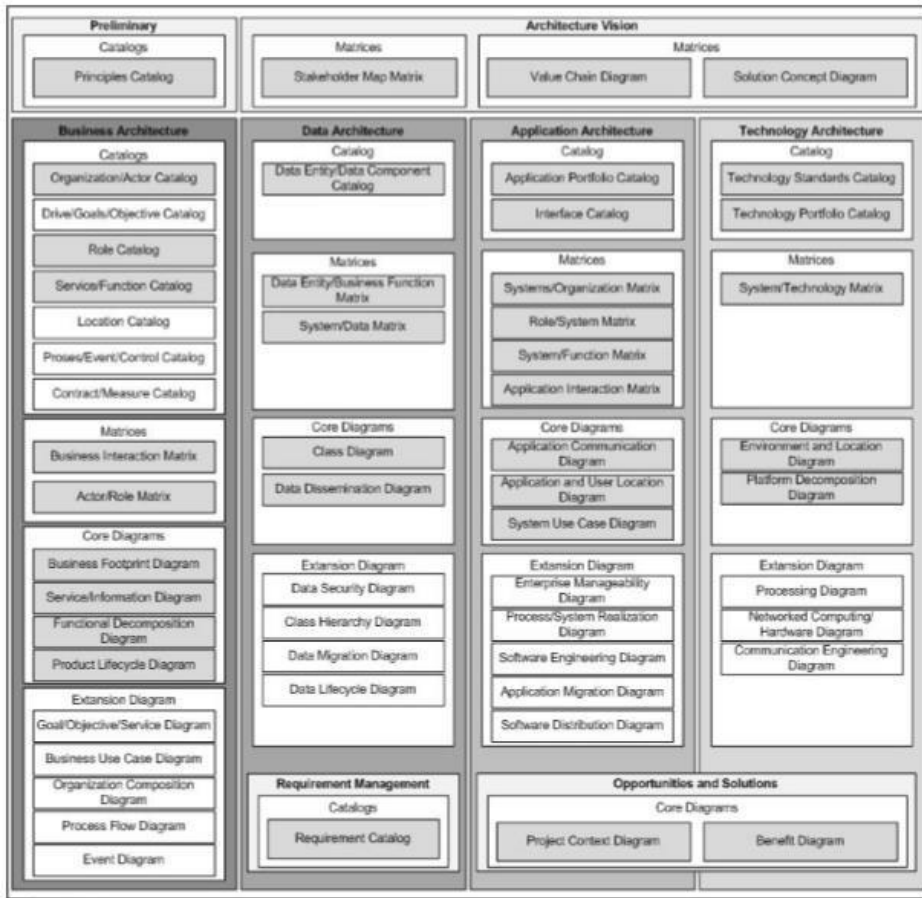 Preliminary
Catalogs
Principles Catalog
Architecture Vision
Matrices
Stakeholder Map Matrix
Matrices
Value Chain Diagram
Solution Concept Diagram
Business Architecture
Catalogs
Organization/Actor Catalog
Drive/Goals/Objective Catalog
Role Catalog
Service/Function Catalog
Location Catalog
Proses/Event/Control Catalog
Contract/Measure Catalog
Matrices
Business Interaction Matrix
Actor/Role Matrix
Core Diagrams
Business Footprint Diagram
Service/Information Diagram
Functional Decomposition
Diagram
Product Lifecycle Diagram
Extension Diagram
Goal/Objective/Service Diagram
Business Use Case Diagram
Organization Composition
Diagram
Process Flow Diagram
Event Diagram
Data Architecture
Catalog
Data Entity/Data Component
Catalog
Matrices
Data Entity/Business Function
Matrix
System/Data Matrix
Core Diagrams
Class Diagram
Data Dissemination Diagram
Extension Diagram
Data Security Diagram
Class Hierarchy Diagram
Data Migration Diagram
Data Lifecycle Diagram
Requirement Management
Catalogs
Requirement Catalog
Application Architecture
Catalog
Application Portfolio Catalog
Interface Catalog
Matrices
Systems/Organization Matrix
Role/System Matrix
System/Function Matrix
Application Interaction Matrix
Core Diagrams
Application Communication
Diagram
Application and User Location
Diagram
System Use Case Diagram
Extension Diagram
Enterprise Manageability
Diagram
Process/System Realization
Diagram
Software Engineering Diagram
Application Migration Diagram
Software Distribution Diagram
Technology Architecture
Catalog
Technology Standards Catalog
Technology Portfolio Catalog
Matrices
System/Technology Matrix
Core Diagrams
Environment and Location
Diagram
Platform Decomposition
Diagram
Extension Diagram
Processing Diagram
Networked Computing/
Hardware Diagram
Communication Engineering
Diagram
Opportunities and Solutions
Core Diagrams
Project Context Diagram
Benefit Diagram